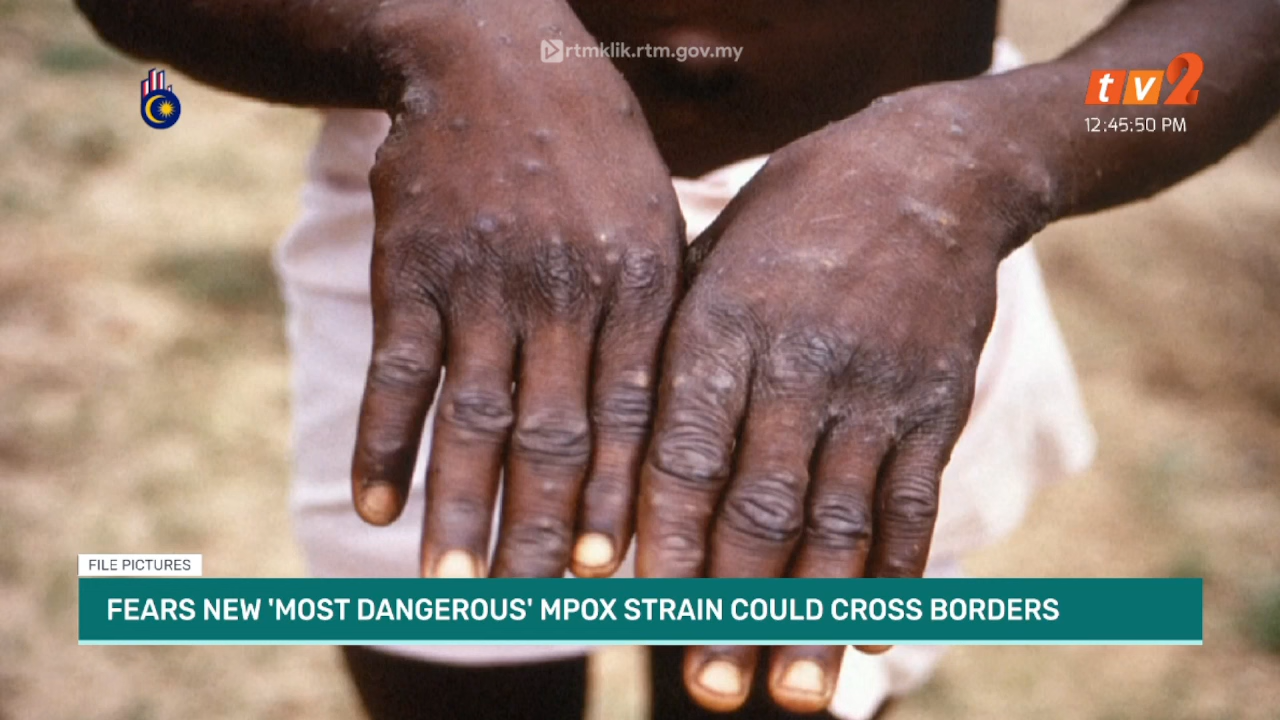 rtmklik.rtm.gov.my
tv2
12:45:50 PM
FILE PICTURES
FEARS NEW 'MOST DANGEROUS' MPOX STRAIN COULD CROSS BORDERS